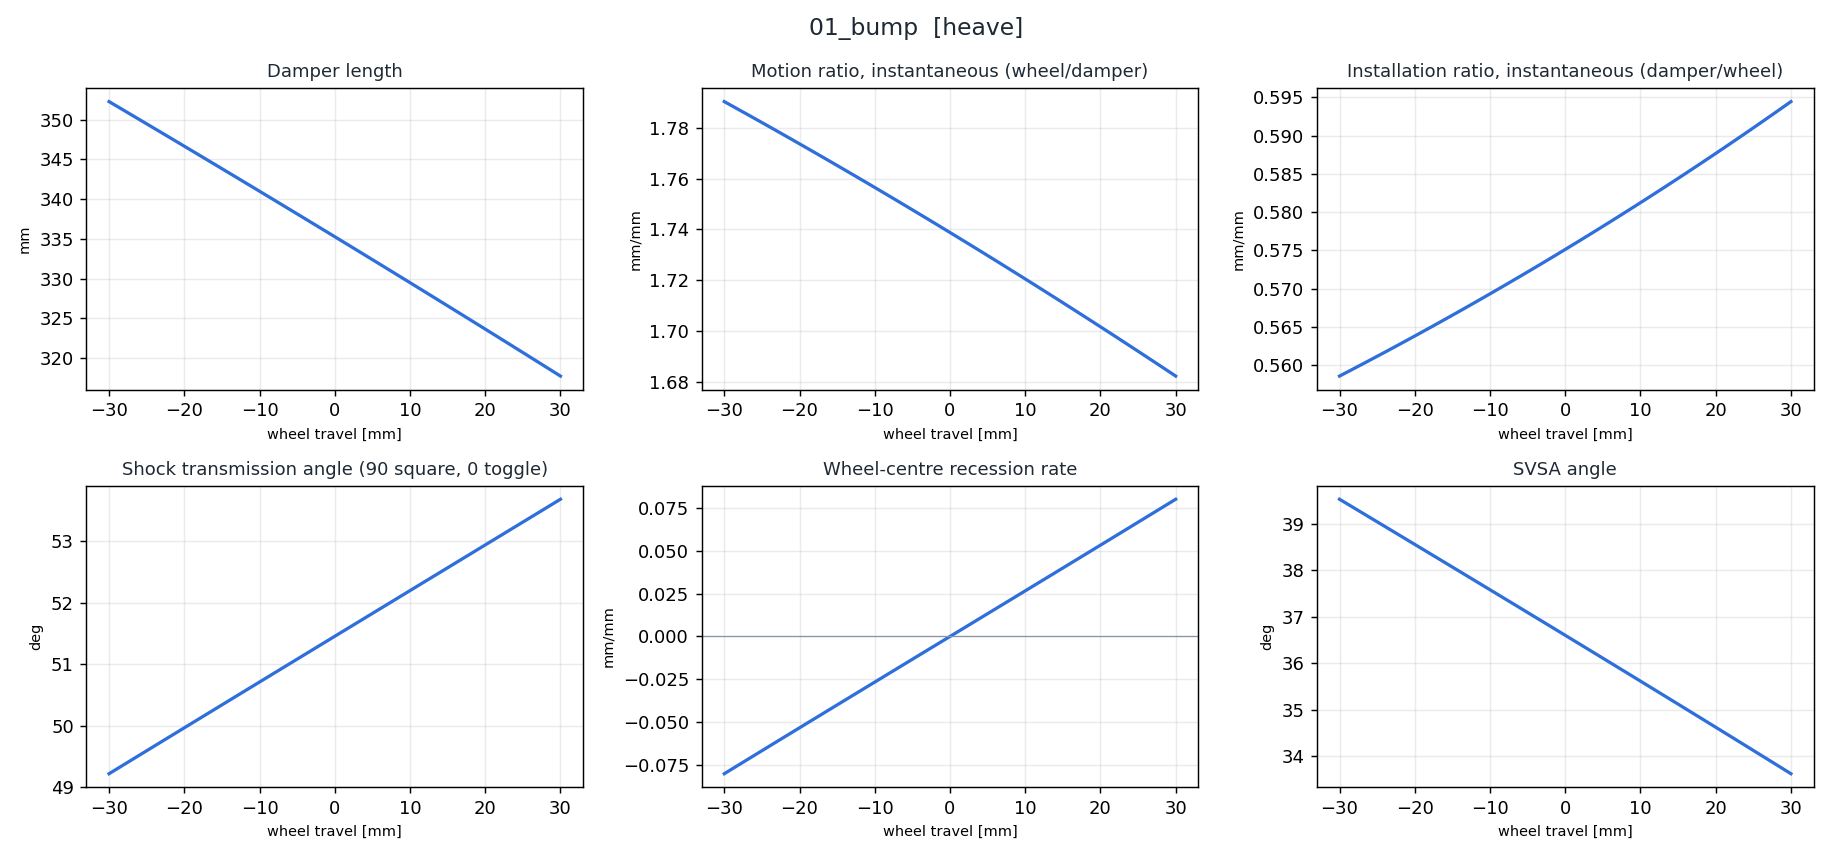 01_bump  [heave]
Damper length
Motion ratio, instantaneous (wheel/damper)
Installation ratio, instantaneous (damper/wheel)
mm
350
345
340
335
330
325
320
−30 −20 −10 0 10 20 30
wheel travel [mm]
mm/mm
1.78
1.76
1.74
1.72
1.70
1.68
−30 −20 −10 0 10 20 30
wheel travel [mm]
mm/mm
0.595
0.590
0.585
0.580
0.575
0.570
0.565
0.560
−30 −20 −10 0 10 20 30
wheel travel [mm]
Shock transmission angle (90 square, 0 toggle)
Wheel-centre recession rate
SVSA angle
deg
53
52
51
50
49
−30 −20 −10 0 10 20 30
wheel travel [mm]
mm/mm
0.075
0.050
0.025
0.000
−0.025
−0.050
−0.075
−30 −20 −10 0 10 20 30
wheel travel [mm]
deg
39
38
37
36
35
34
−30 −20 −10 0 10 20 30
wheel travel [mm]